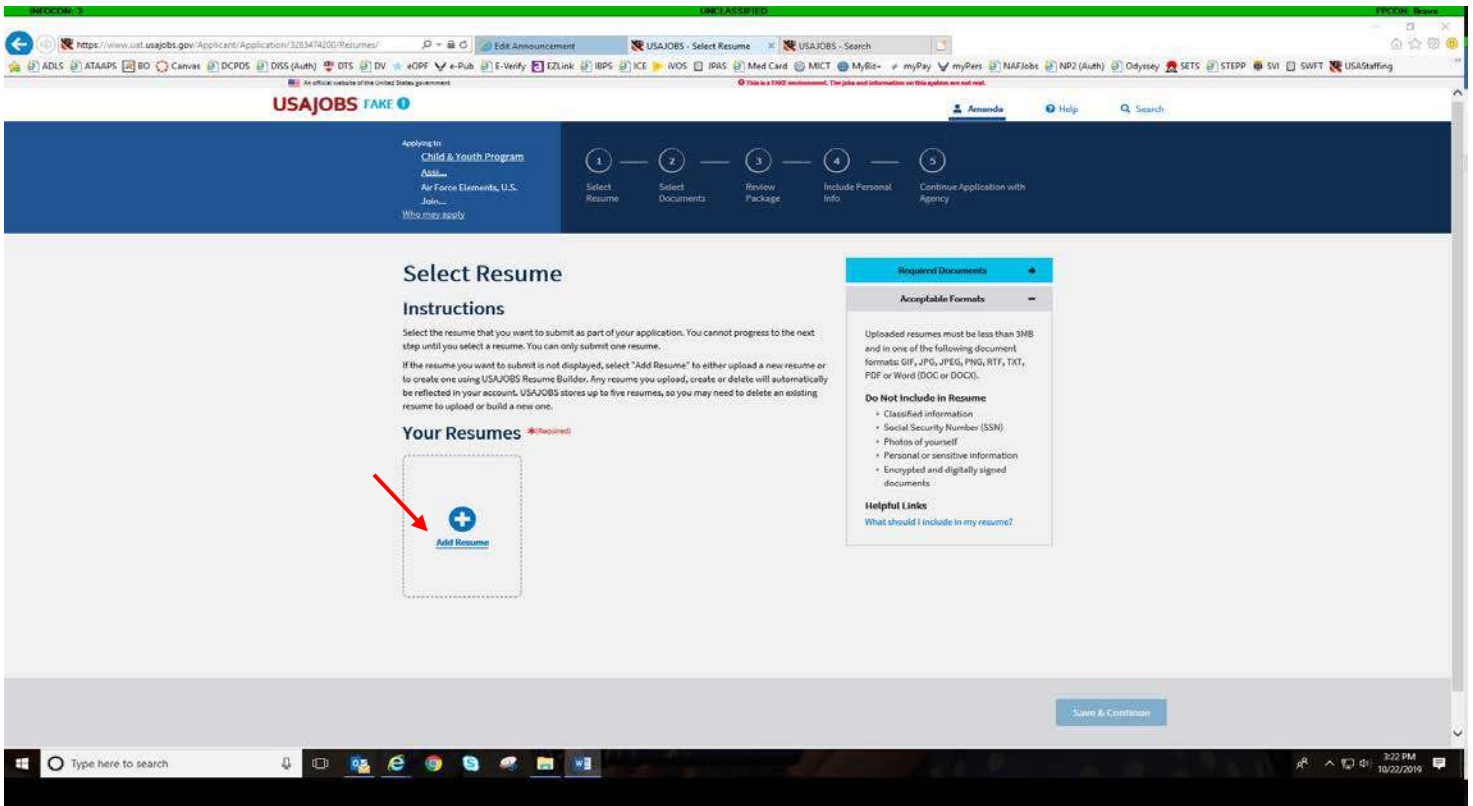 INFOCON: 3
UNCLASSIFIED
FPCON: Bravo
https://www.uat.usajobs.gov/Applicant/Application/3283474200/Resumes/
Edit Announcement
USAJOBS - Select Resume
USAJOBS - Search
ADLS ATAAPS BO Canvas DCPDS DISS (Auth) DTS DV eOPF e-Pub E-Verify EZLink IBPS ICE iVOS JPAS Med Card MICT MyBiz+ myPay myPers NAFJobs NP2 (Auth) Odyssey SETS STEPP SVI SWFT USAStaffing
An official website of the United States government
This is a FAKE environment. The jobs and information on this system are not real.
USAJOBS FAKE
Amanda
Help
Search
Applying to:
Child & Youth Program
Assi...
Air Force Elements, U.S.
Join...
Who may apply
1
2
3
4
5
Select
Resume
Select
Documents
Review
Package
Include Personal
Info
Continue Application with
Agency
Select Resume
Instructions
Select the resume that you want to submit as part of your application. You cannot progress to the next
step until you select a resume. You can only submit one resume.
If the resume you want to submit is not displayed, select "Add Resume" to either upload a new resume or
to create one using USAJOBS Resume Builder. Any resume you upload, create or delete will automatically
be reflected in your account. USAJOBS stores up to five resumes, so you may need to delete an existing
resume to upload or build a new one.
Your Resumes *(Required)
Add Resume
Required Documents
Acceptable Formats
Uploaded resumes must be less than 3MB
and in one of the following document
formats: GIF, JPG, JPEG, PNG, RTF, TXT,
PDF or Word (DOC or DOCX).
Do Not Include in Resume
• Classified information
• Social Security Number (SSN)
• Photos of yourself
• Personal or sensitive information
• Encrypted and digitally signed
documents
Helpful Links
What should I include in my resume?
Save & Continue
Type here to search
3:22 PM
10/22/2019